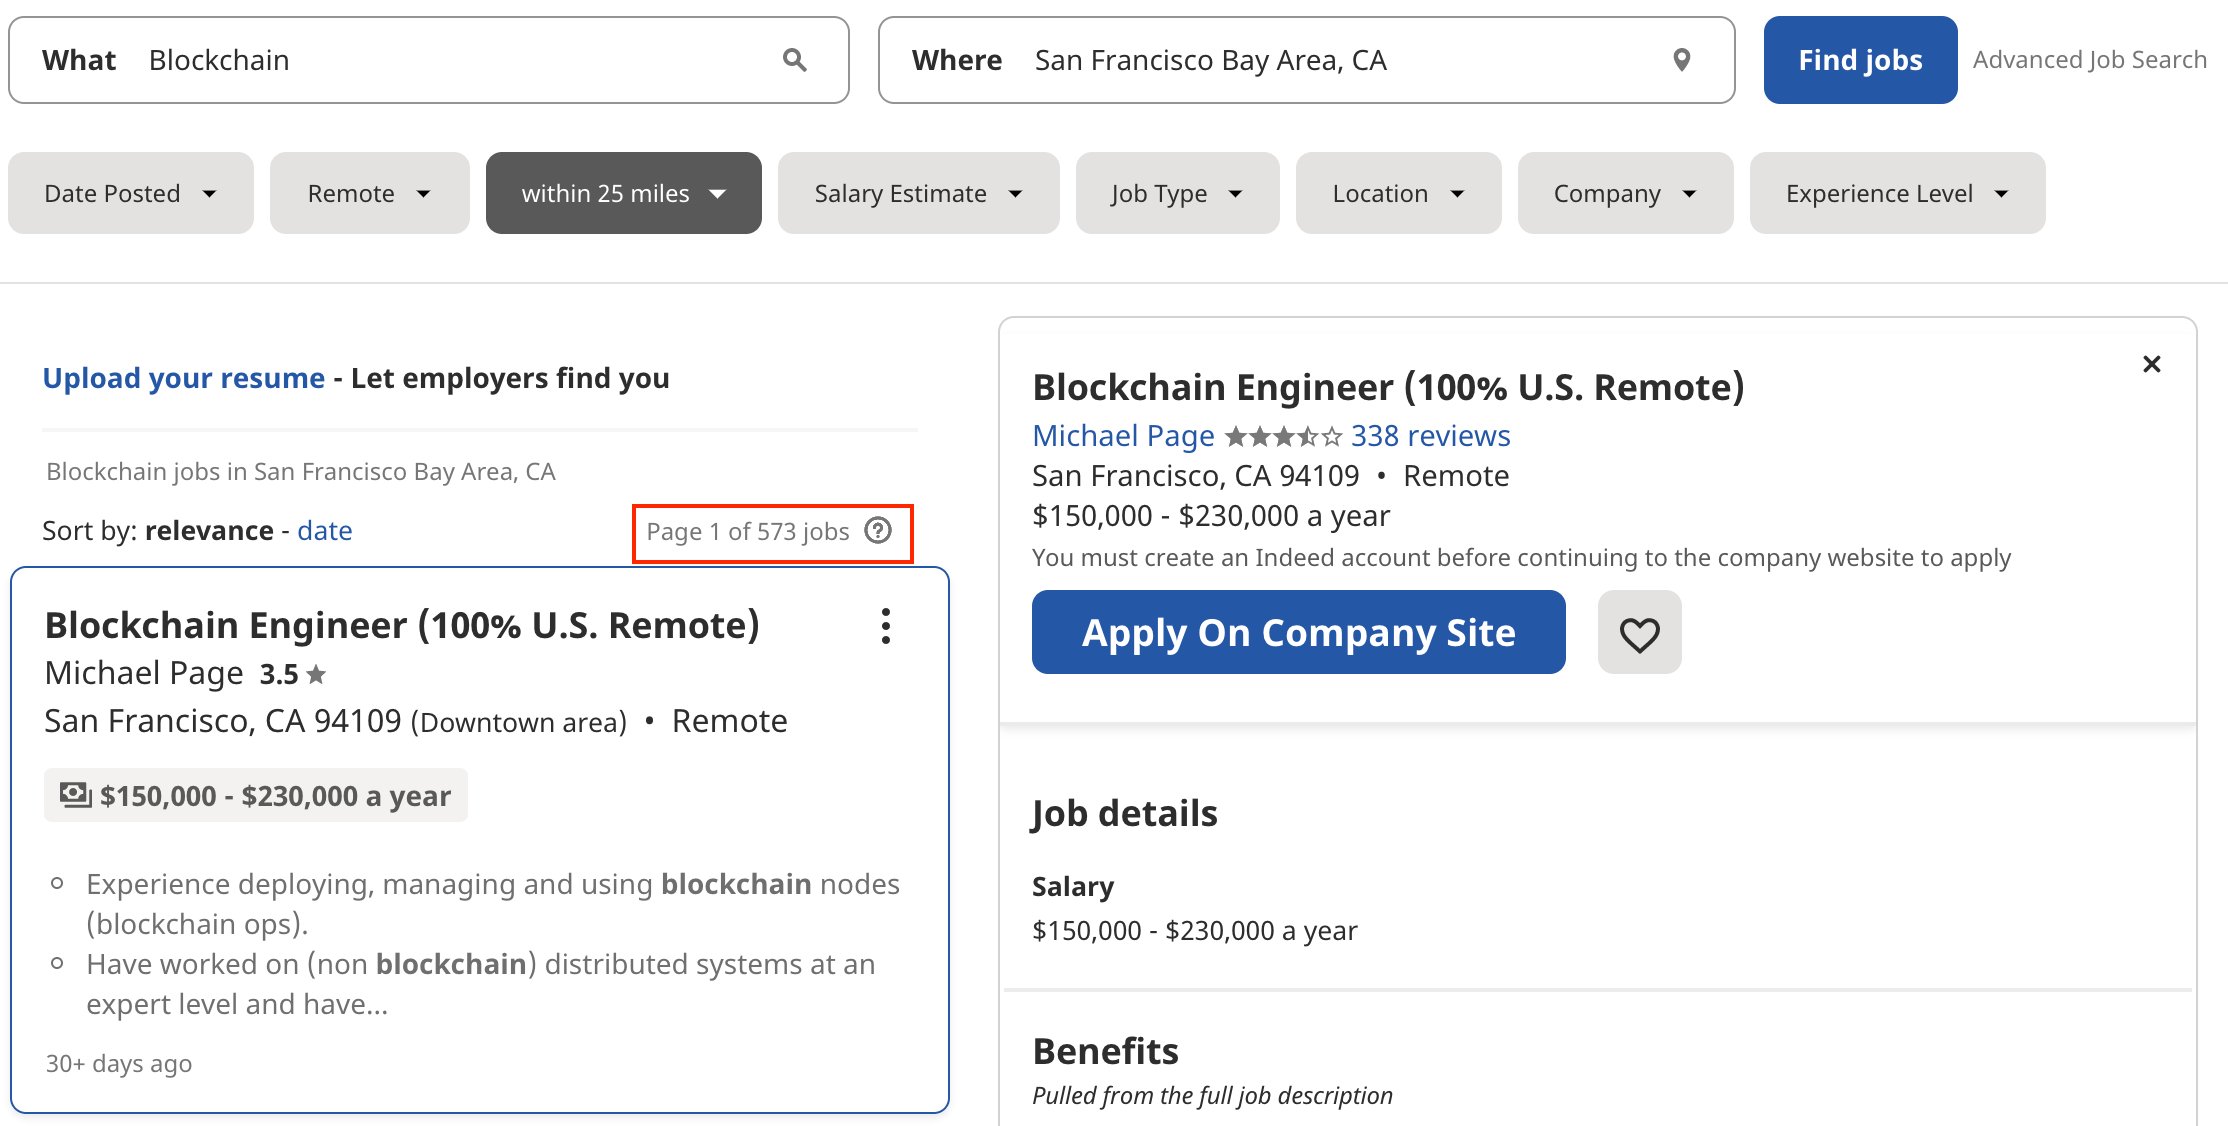 What Blockchain
Where San Francisco Bay Area, CA
Find jobs
Advanced Job Search
Date Posted
Remote
within 25 miles
Salary Estimate
Job Type
Location
Company
Experience Level
Upload your resume - Let employers find you
Blockchain jobs in San Francisco Bay Area, CA
Sort by: relevance - date
Page 1 of 573 jobs
Blockchain Engineer (100% U.S. Remote)
Michael Page 3.5
San Francisco, CA 94109 (Downtown area) • Remote
$150,000 - $230,000 a year
Experience deploying, managing and using blockchain nodes
(blockchain ops).
Have worked on (non blockchain) distributed systems at an
expert level and have...
30+ days ago
Blockchain Engineer (100% U.S. Remote)
Michael Page 338 reviews
San Francisco, CA 94109 • Remote
$150,000 - $230,000 a year
You must create an Indeed account before continuing to the company website to apply
Apply On Company Site
Job details
Salary
$150,000 - $230,000 a year
Benefits
Pulled from the full job description